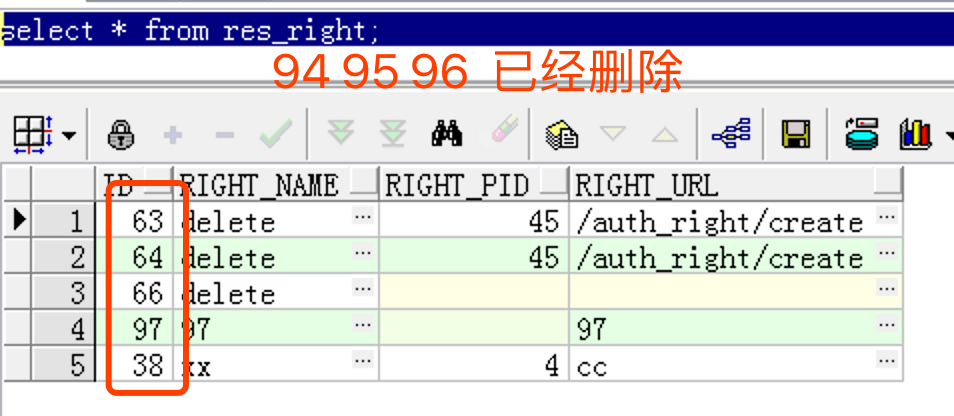 select * from res_right;
94 95 96 已经删除
ID RIGHT_NAME RIGHT_PID RIGHT_URL
1 63 delete ... 45 /auth_right/create ...
2 64 delete ... 45 /auth_right/create ...
3 66 delete ... ...
4 97 97 ... 97 ...
5 38 xx ... 4 cc ...